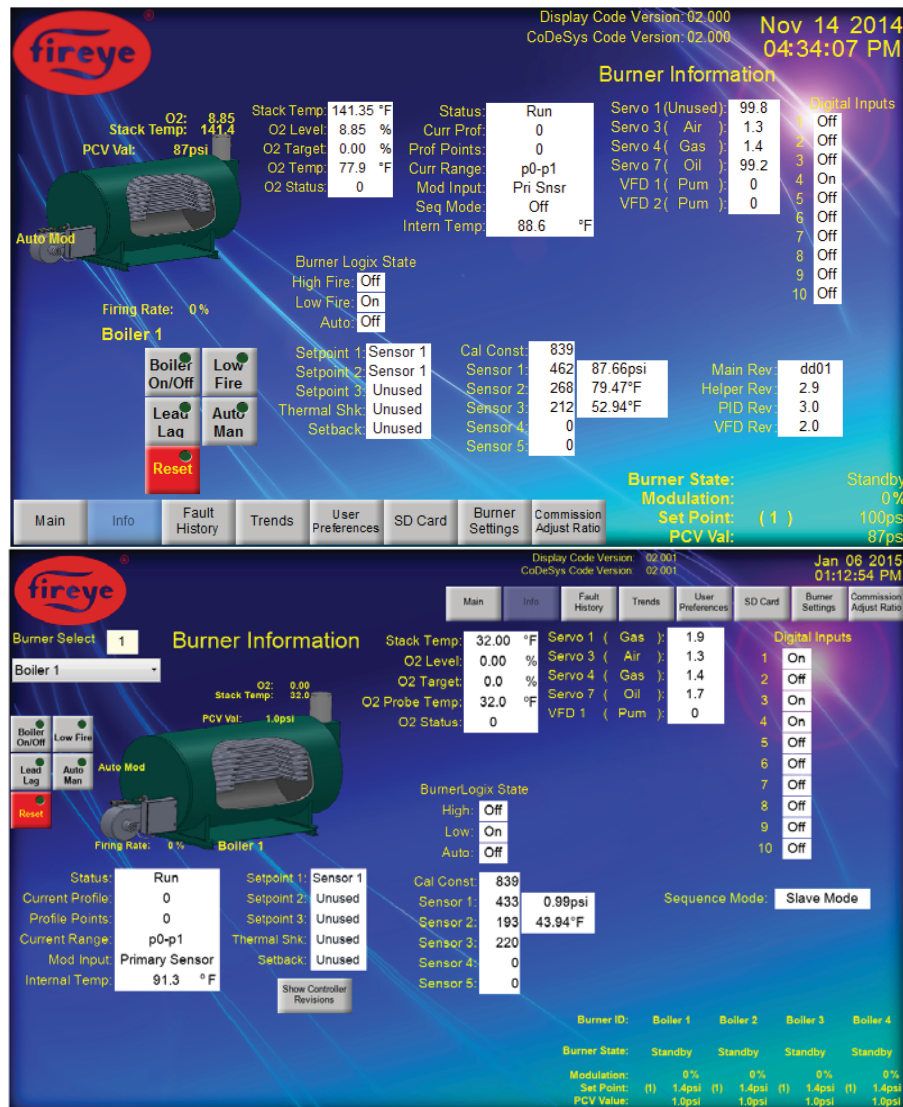 fireye
®
Display Code Version: 02.000
CoDeSys Code Version: 02.000
Nov 14 2014
04:34:07 PM
Burner Information
O2: 8.85
Stack Temp: 141.4
PCV Val: 87psi
Auto Mod
Firing Rate: 0 %
Boiler 1
Stack Temp: 141.35 °F
O2 Level: 8.85 %
O2 Target: 0.00 %
O2 Temp: 77.9 °F
O2 Status: 0
Status: Run
Curr Prof: 0
Prof Points: 0
Curr Range: p0-p1
Mod Input: Pri Snsr
Seq Mode: Off
Intern Temp: 88.6 °F
Servo 1(Unused): 99.8
Servo 3( Air ): 1.3
Servo 4( Gas ): 1.4
Servo 7( Oil ): 99.2
VFD 1( Pum ): 0
VFD 2( Pum ): 0
Digital Inputs
1 Off
2 Off
3 Off
4 On
5 Off
6 Off
7 Off
8 Off
9 Off
10 Off
Burner Logix State
High Fire: Off
Low Fire: On
Auto: Off
Boiler On/Off
Low Fire
Lead Lag
Auto Man
Reset
Setpoint 1: Sensor 1
Setpoint 2: Sensor 1
Setpoint 3: Unused
Thermal Shk: Unused
Setback: Unused
Cal Const: 839
Sensor 1: 462 87.66psi
Sensor 2: 268 79.47°F
Sensor 3: 212 52.94°F
Sensor 4: 0
Sensor 5: 0
Main Rev: dd01
Helper Rev: 2.9
PID Rev: 3.0
VFD Rev: 2.0
Burner State: Standby
Modulation: 0%
Set Point: ( 1 ) 100ps
PCV Val: 87ps
Main
Info
Fault History
Trends
User Preferences
SD Card
Burner Settings
Commission Adjust Ratio
fireye
®
Display Code Version: 02.001
CoDeSys Code Version: 02.001
Jan 06 2015
01:12:54 PM
Main
Info
Fault History
Trends
User Preferences
SD Card
Burner Settings
Commission Adjust Ratio
Burner Select 1
Boiler 1
Burner Information
O2: 0.00
Stack Temp: 32.0
PCV Val: 1.0psi
Auto Mod
Firing Rate: 0 %
Boiler 1
Boiler On/Off
Low Fire
Lead Lag
Auto Man
Reset
Stack Temp: 32.00 °F
O2 Level: 0.00 %
O2 Target: 0.0 %
O2 Probe Temp: 32.0 °F
O2 Status: 0
Servo 1 ( Gas ): 1.9
Servo 3 ( Air ): 1.3
Servo 4 ( Gas ): 1.4
Servo 7 ( Oil ): 1.7
VFD 1 ( Pum ): 0
Digital Inputs
1 On
2 Off
3 On
4 On
5 Off
6 Off
7 Off
8 Off
9 Off
10 Off
BurnerLogix State
High: Off
Low: On
Auto: Off
Status: Run
Current Profile: 0
Profile Points: 0
Current Range: p0-p1
Mod Input: Primary Sensor
Internal Temp: 91.3 °F
Setpoint 1: Sensor 1
Setpoint 2: Unused
Setpoint 3: Unused
Thermal Shk: Unused
Setback: Unused
Show Controller Revisions
Cal Const: 839
Sensor 1: 433 0.99psi
Sensor 2: 193 43.94°F
Sensor 3: 220
Sensor 4: 0
Sensor 5: 0
Sequence Mode: Slave Mode
Burner ID: Boiler 1 Boiler 2 Boiler 3 Boiler 4
Burner State: Standby Standby Standby Standby
Modulation: 0% 0% 0% 0%
Set Point: (1) 1.4psi (1) 1.4psi (1) 1.4psi (1) 1.4psi
PCV Value: 1.0psi 1.0psi 1.0psi 1.0psi